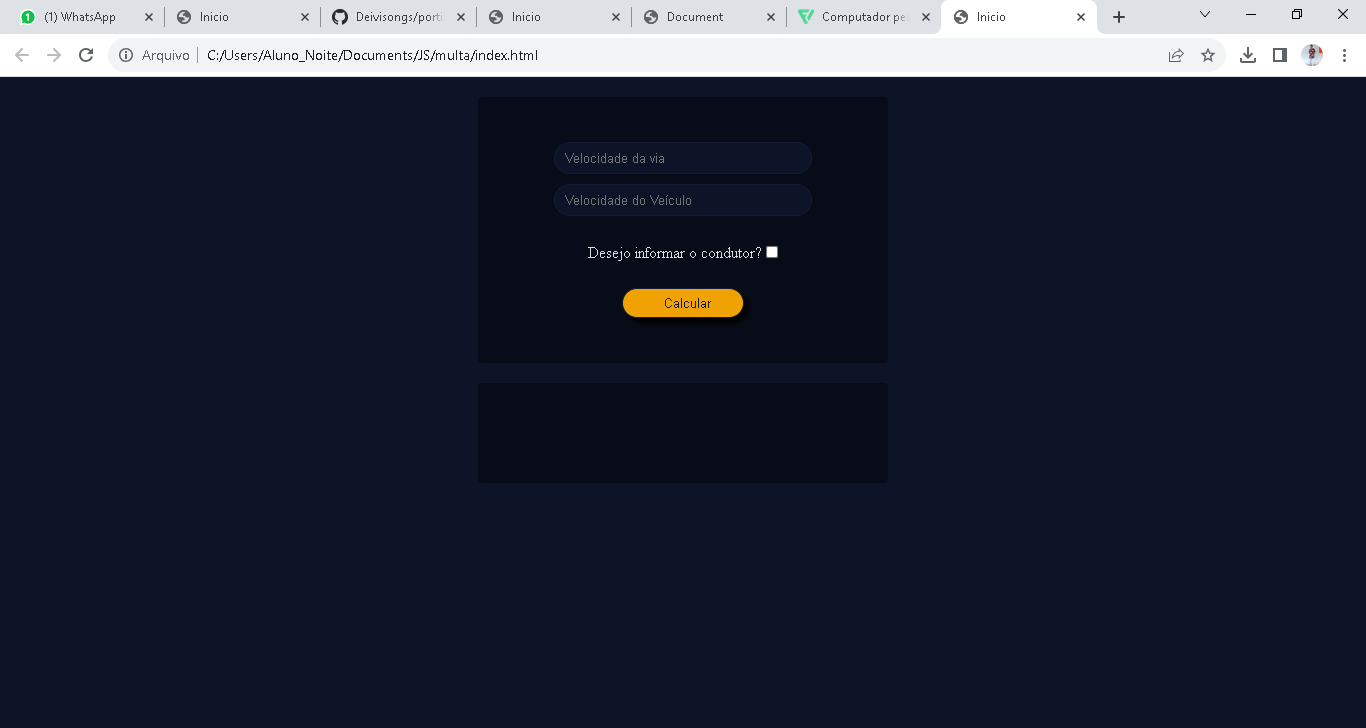 (1) WhatsApp
Inicio
Deivisongs/porti
Inicio
Document
Computador pe
Inicio
Arquivo
C:/Users/Aluno_Noite/Documents/JS/multa/index.html
Velocidade da via
Velocidade do Veículo
Desejo informar o condutor?
Calcular